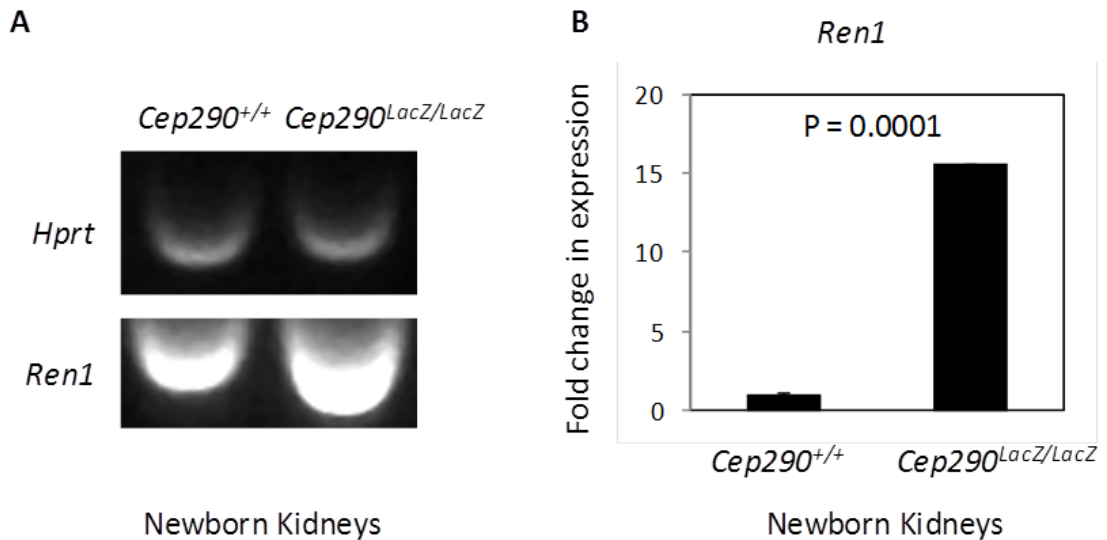 A
Cep290+/+ Cep290LacZ/LacZ
Hprt
Ren1
Newborn Kidneys
B
Ren1
Fold change in expression
20
15
10
5
0
P = 0.0001
Cep290+/+ Cep290LacZ/LacZ
Newborn Kidneys